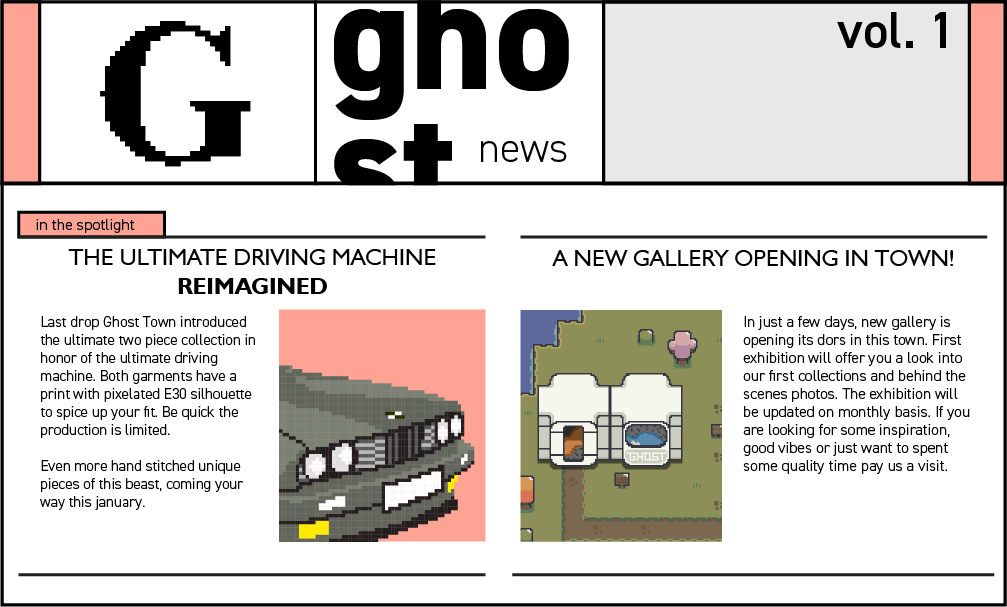 G
gho
st news
vol. 1
in the spotlight
THE ULTIMATE DRIVING MACHINE
REIMAGINED
Last drop Ghost Town introduced
the ultimate two piece collection in
honor of the ultimate driving
machine. Both garments have a
print with pixelated E30 silhouette
to spice up your fit. Be quick the
production is limited.
Even more hand stitched unique
pieces of this beast, coming your
way this january.
A NEW GALLERY OPENING IN TOWN!
GHOST
In just a few days, new gallery is
opening its dors in this town. First
exhibition will offer you a look into
our first collections and behind the
scenes photos. The exhibition will
be updated on monthly basis. If you
are looking for some inspiration,
good vibes or just want to spent
some quality time pay us a visit.